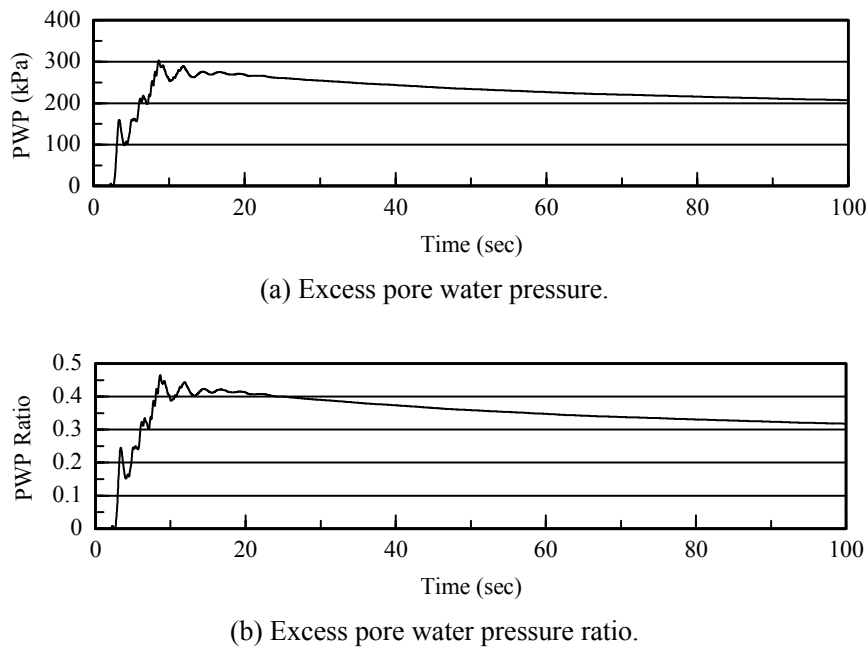 400
300
200
100
0
PWP (kPa)
0 20 40 60 80 100
Time (sec)
(a) Excess pore water pressure.
0.5
0.4
0.3
0.2
0.1
0
PWP Ratio
0 20 40 60 80 100
Time (sec)
(b) Excess pore water pressure ratio.